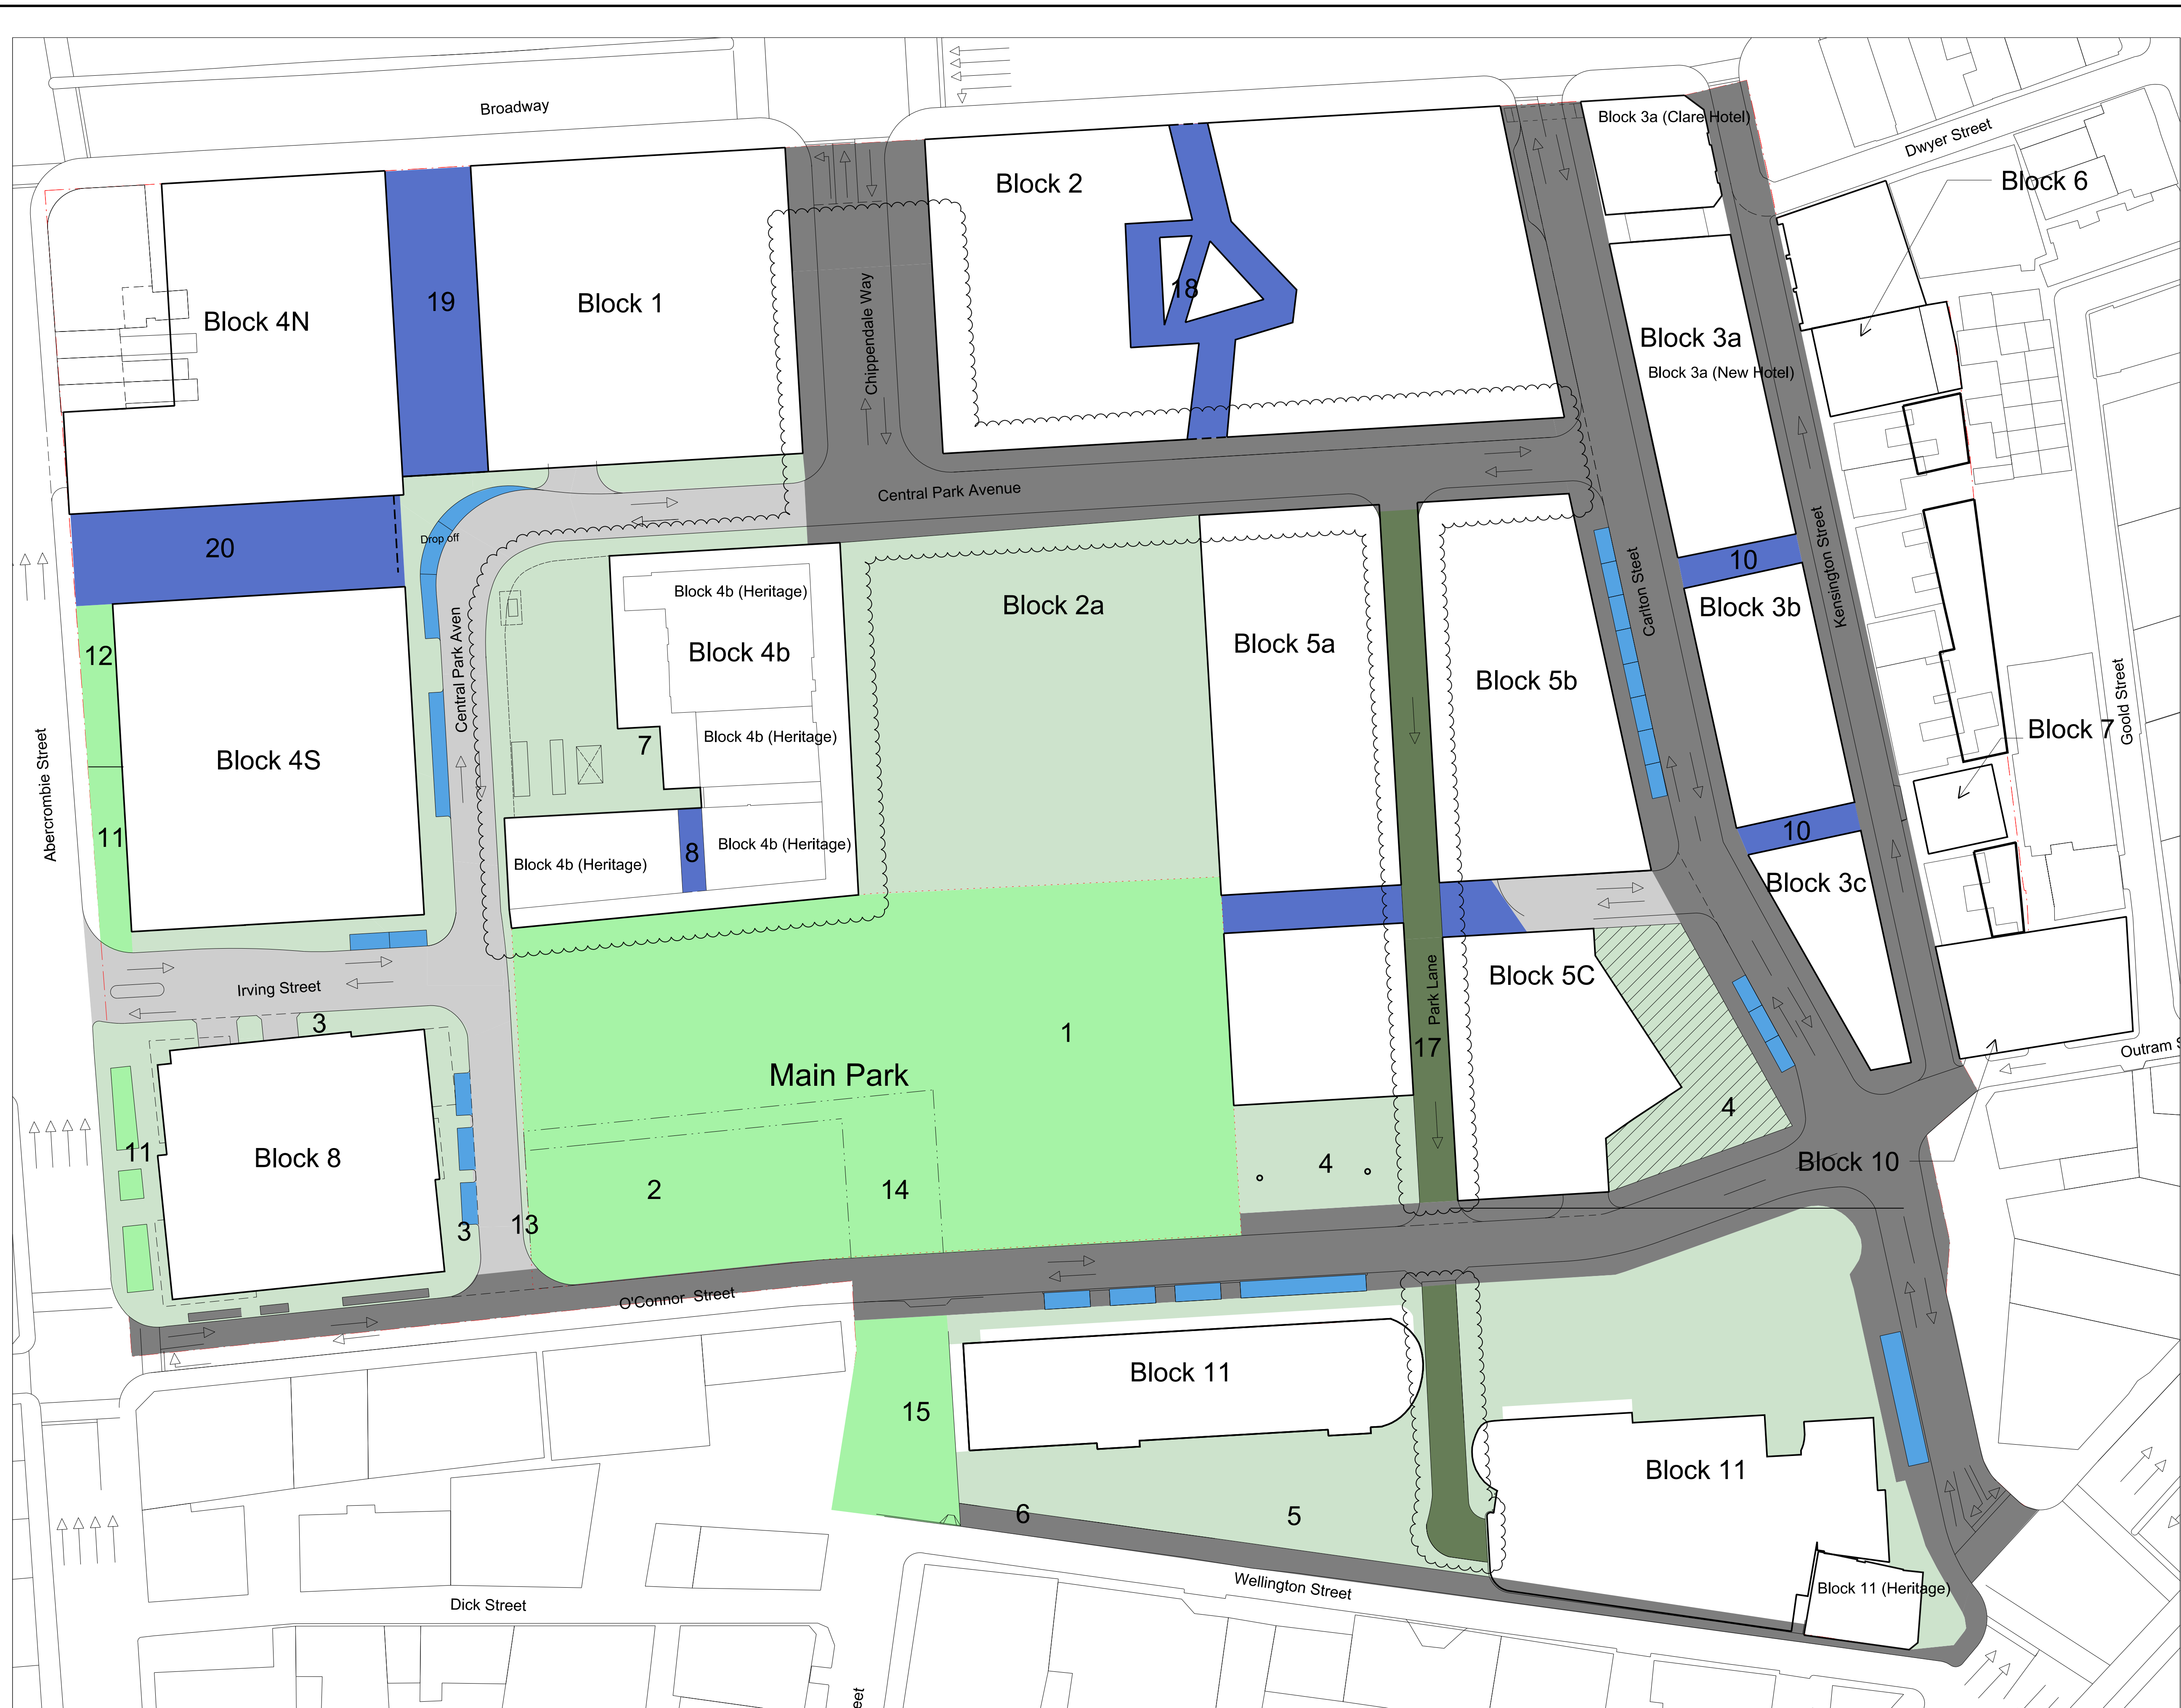 Broadway
Block 3a (Clare Hotel)
Dwyer Street
Block 2
Block 6
18
19
Block 1
Block 4N
Chippendale Way
Block 3a
Block 3a (New Hotel)
Central Park Avenue
Kensington Street
Drop off
20
10
Carlton Steet
Block 4b (Heritage)
Block 2a
Block 3b
12
Central Park Aven
Block 4b
Block 5a
Block 5b
Goold Street
Abercrombie Street
Block 4S
7
Block 4b (Heritage)
Block 7
11
8
Block 4b (Heritage)
Block 4b (Heritage)
10
Block 3c
Irving Street
Park Lane
Block 5C
3
1
17
Outram S
Main Park
4
11
Block 8
2
14
4
Block 10
3
13
O'Connor Street
Block 11
15
6
5
Block 11
Wellington Street
Block 11 (Heritage)
Dick Street
eet